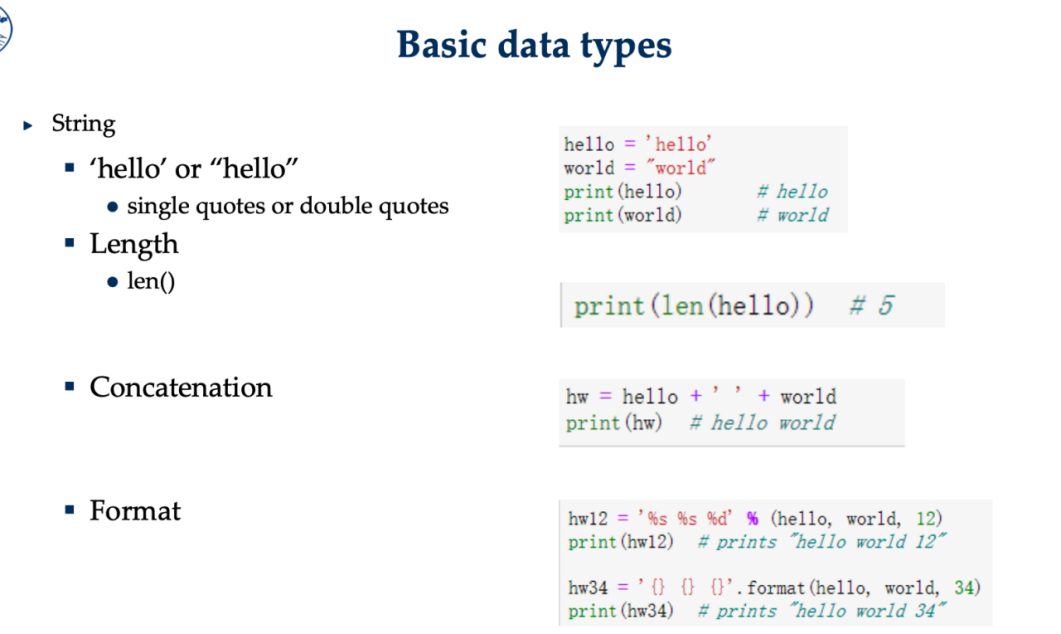 Basic data types
String
‘hello’ or “hello”
single quotes or double quotes
Length
len()
Concatenation
Format
hello = 'hello'
world = "world"
print(hello) # hello
print(world) # world
print(len(hello)) # 5
hw = hello + ' ' + world
print(hw) # hello world
hw12 = '%s %s %d' % (hello, world, 12)
print(hw12) # prints "hello world 12"
hw34 = '{} {} {}'.format(hello, world, 34)
print(hw34) # prints "hello world 34"